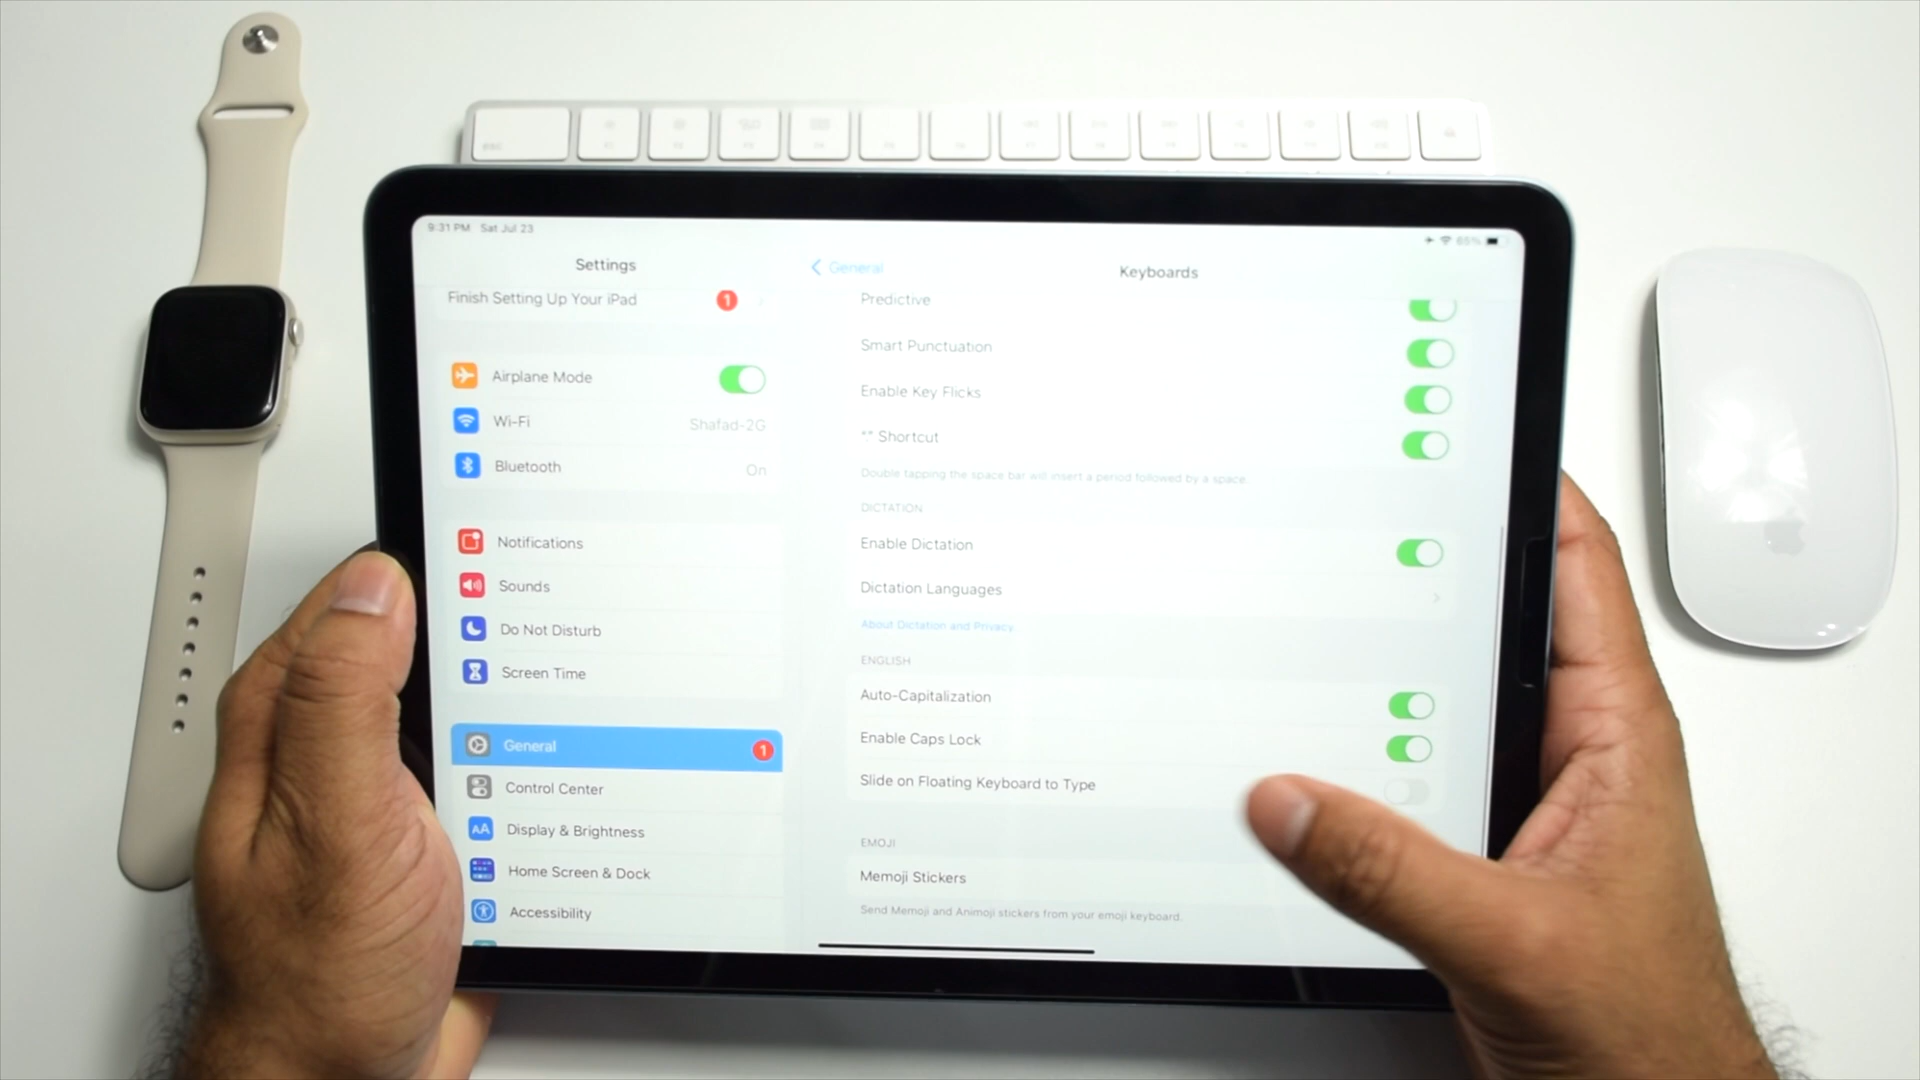 esc
9:31 PM Sat Jul 23
65%
Settings
Finish Setting Up Your iPad 1
Airplane Mode
Wi-Fi Shafad-2G
Bluetooth On
Notifications
Sounds
Do Not Disturb
Screen Time
General 1
Control Center
AA Display & Brightness
Home Screen & Dock
Accessibility
General
Keyboards
Predictive
Smart Punctuation
Enable Key Flicks
"." Shortcut
Double tapping the space bar will insert a period followed by a space.
DICTATION
Enable Dictation
Dictation Languages
About Dictation and Privacy
ENGLISH
Auto-Capitalization
Enable Caps Lock
Slide on Floating Keyboard to Type
EMOJI
Memoji Stickers
Send Memoji and Animoji stickers from your emoji keyboard.